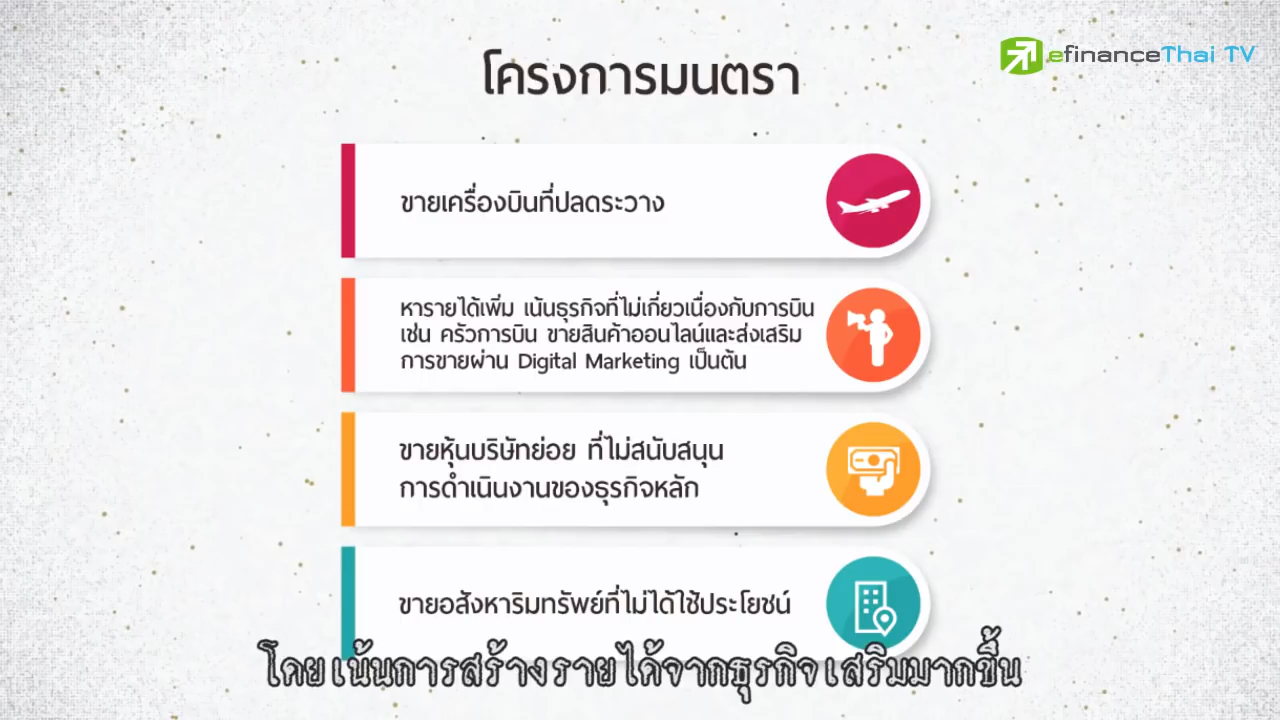 efinanceThai TV
โครงการมนตรา
ขายเครื่องบินที่ปลดระวาง
หารายได้เพิ่ม เน้นธุรกิจที่ไม่เกี่ยวเนื่องกับการบิน
เช่น ครัวการบิน ขายสินค้าออนไลน์และส่งเสริม
การขายผ่าน Digital Marketing เป็นต้น
ขายหุ้นบริษัทย่อย ที่ไม่สนับสนุน
การดำเนินงานของธุรกิจหลัก
ขายอสังหาริมทรัพย์ที่ไม่ได้ใช้ประโยชน์
โดยเน้นการสร้างรายได้จากธุรกิจเสริมมากขึ้น